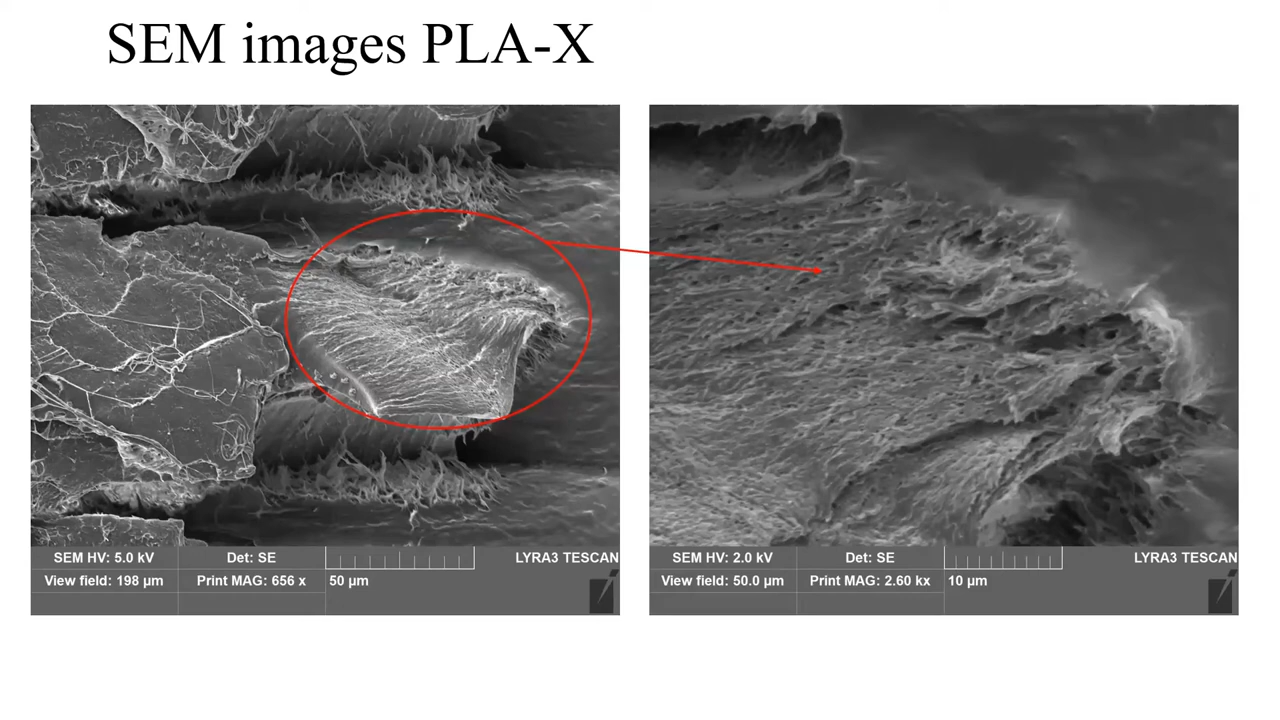 SEM images PLA-X
SEM HV: 5.0 kV
Det: SE
LYRA3 TESCAN
View field: 198 µm
Print MAG: 656 x
50 µm
SEM HV: 2.0 kV
Det: SE
LYRA3 TESCAN
View field: 50.0 µm
Print MAG: 2.60 kx
10 µm